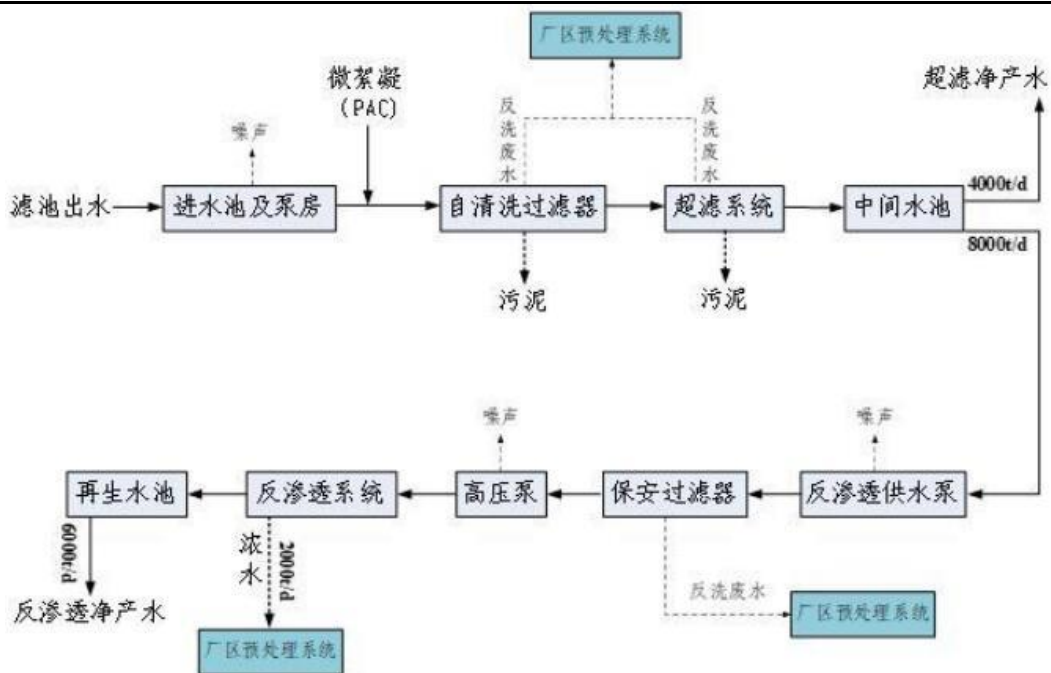 厂区预处理系统
微絮凝
(PAC)
超滤净产水
噪声
反洗废水
反洗废水
滤池出水
进水池及泵房
自清洗过滤器
超滤系统
中间水池
4000t/d
8000t/d
污泥
污泥
噪声
噪声
再生水池
反渗透系统
高压泵
保安过滤器
反渗透供水泵
6000t/d
浓水
2000t/d
反洗废水
反渗透净产水
厂区预处理系统
厂区预处理系统